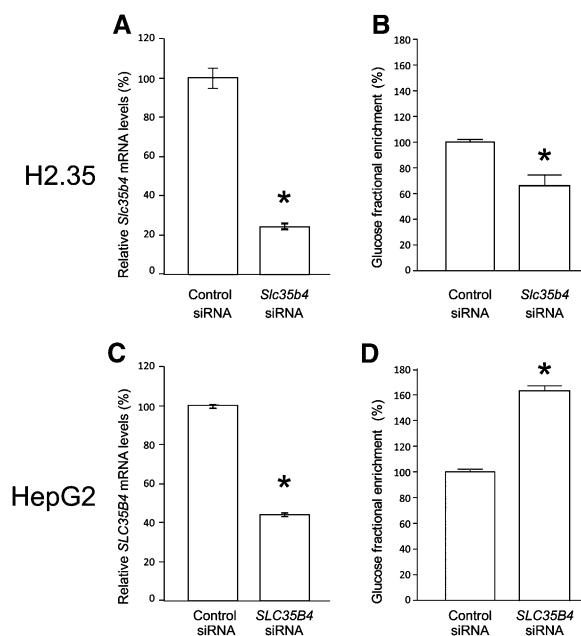 A
Relative Slc35b4 mRNA levels (%)
120
100
80
60
40
20
0
*
Control
siRNA
Slc35b4
siRNA
B
Glucose fractional enrichment (%)
180
160
140
120
100
80
60
40
20
0
*
Control
siRNA
Slc35b4
siRNA
H2.35
C
Relative SLC35B4 mRNA levels (%)
120
100
80
60
40
20
0
*
Control
siRNA
SLC35B4
siRNA
D
Glucose fractional enrichment (%)
180
160
140
120
100
80
60
40
20
0
*
Control
siRNA
SLC35B4
siRNA
HepG2